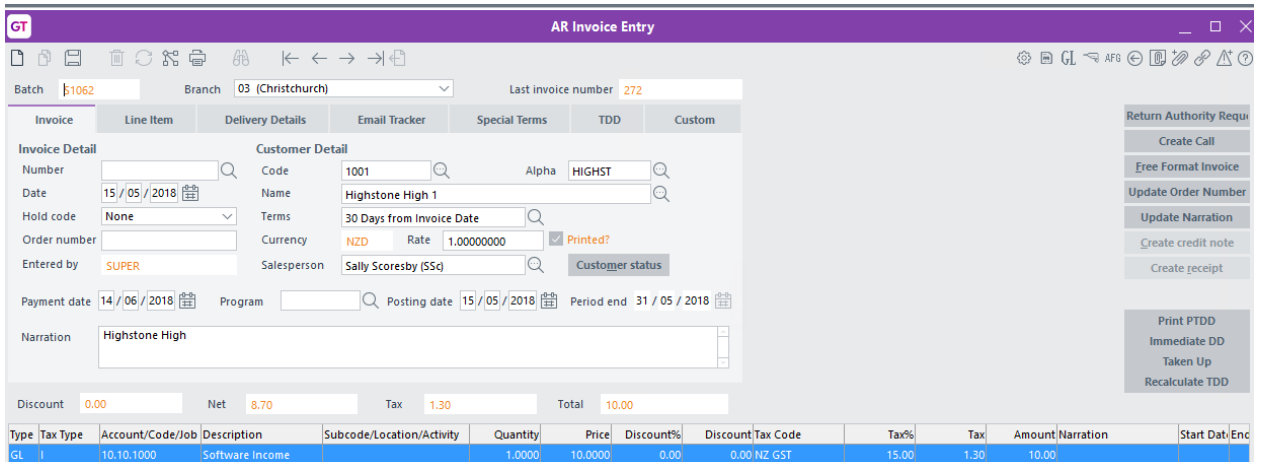 GT AR Invoice Entry
GL AFG
Batch S1062 Branch 03 (Christchurch) Last invoice number 272
Invoice Line Item Delivery Details Email Tracker Special Terms TDD Custom
Return Authority Reque
Invoice Detail Customer Detail
Create Call
Number Code 1001 Alpha HIGHST
Free Format Invoice
Date 15 / 05 / 2018 Name Highstone High 1
Update Order Number
Hold code None Terms 30 Days from Invoice Date
Update Narration
Order number Currency NZD Rate 1.00000000 Printed?
Create credit note
Entered by SUPER Salesperson Sally Scoresby (SSc) Customer status
Create receipt
Payment date 14 / 06 / 2018 Program Posting date 15 / 05 / 2018 Period end 31 / 05 / 2018
Print PTDD
Narration Highstone High
Immediate DD
Taken Up
Recalculate TDD
Discount 0.00 Net 8.70 Tax 1.30 Total 10.00
Type Tax Type Account/Code/Job Description Subcode/Location/Activity Quantity Price Discount% Discount Tax Code Tax% Tax Amount Narration Start Date End
GL I 10.10.1000 Software Income 1.0000 10.0000 0.00 0.00 NZ GST 15.00 1.30 10.00